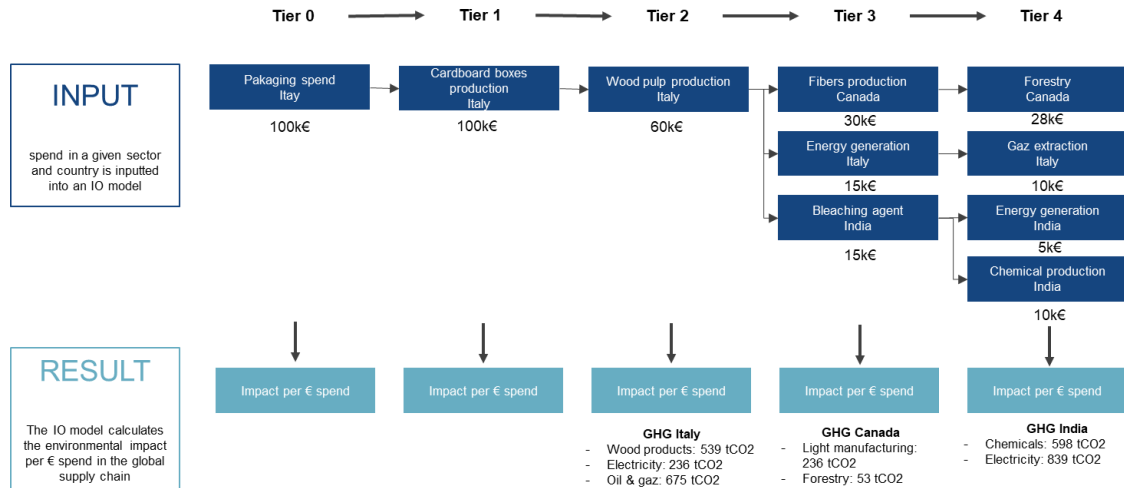 Tier 0
Tier 1
Tier 2
Tier 3
Tier 4
INPUT
spend in a given sector
and country is inputted
into an IO model
Pakaging spend
Itay
100k€
Cardboard boxes
production
Italy
100k€
Wood pulp production
Italy
60k€
Fibers production
Canada
30k€
Forestry
Canada
28k€
Energy generation
Italy
15k€
Gaz extraction
Italy
10k€
Bleaching agent
India
15k€
Energy generation
India
5k€
Chemical production
India
10k€
RESULT
The IO model calculates
the environmental impact
per € spend in the global
supply chain
Impact per € spend
Impact per € spend
Impact per € spend
Impact per € spend
Impact per € spend
GHG Italy
- Wood products: 539 tCO2
- Electricity: 236 tCO2
- Oil & gaz: 675 tCO2
GHG Canada
- Light manufacturing:
236 tCO2
- Forestry: 53 tCO2
GHG India
- Chemicals: 598 tCO2
- Electricity: 839 tCO2